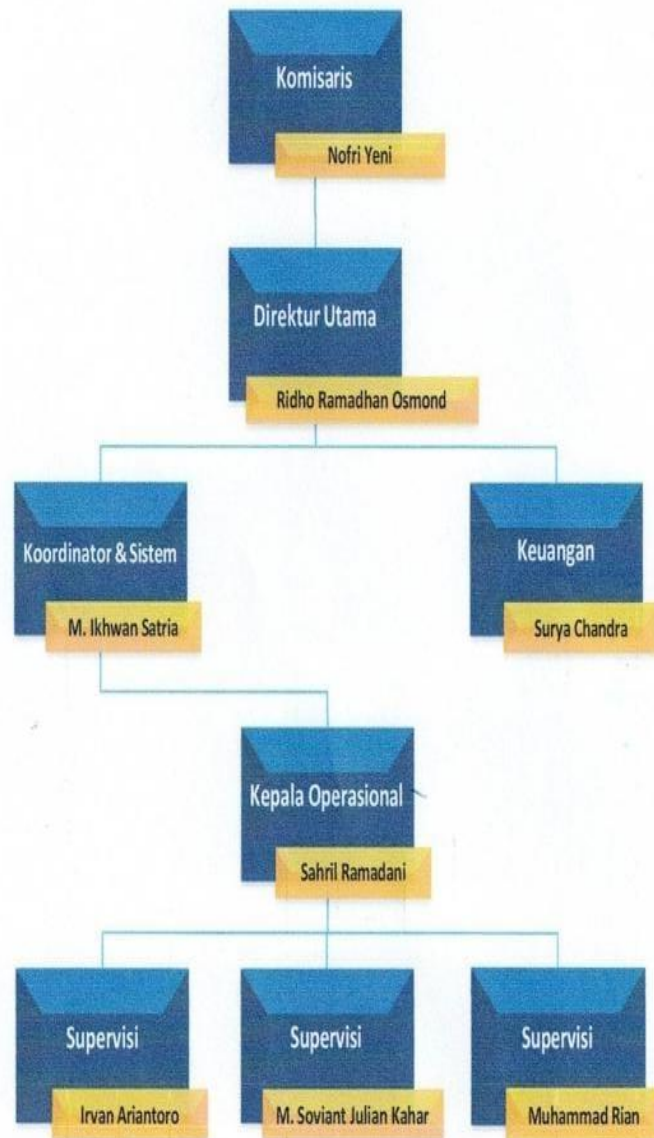 Komisaris
Nofri Yeni
Direktur Utama
Ridho Ramadhan Osmond
Koordinator & Sistem
M. Ikhwan Satria
Keuangan
Surya Chandra
Kepala Operasional
Sahril Ramadani
Supervisi
Irvan Ariantoro
Supervisi
M. Soviant Julian Kahar
Supervisi
Muhammad Rian